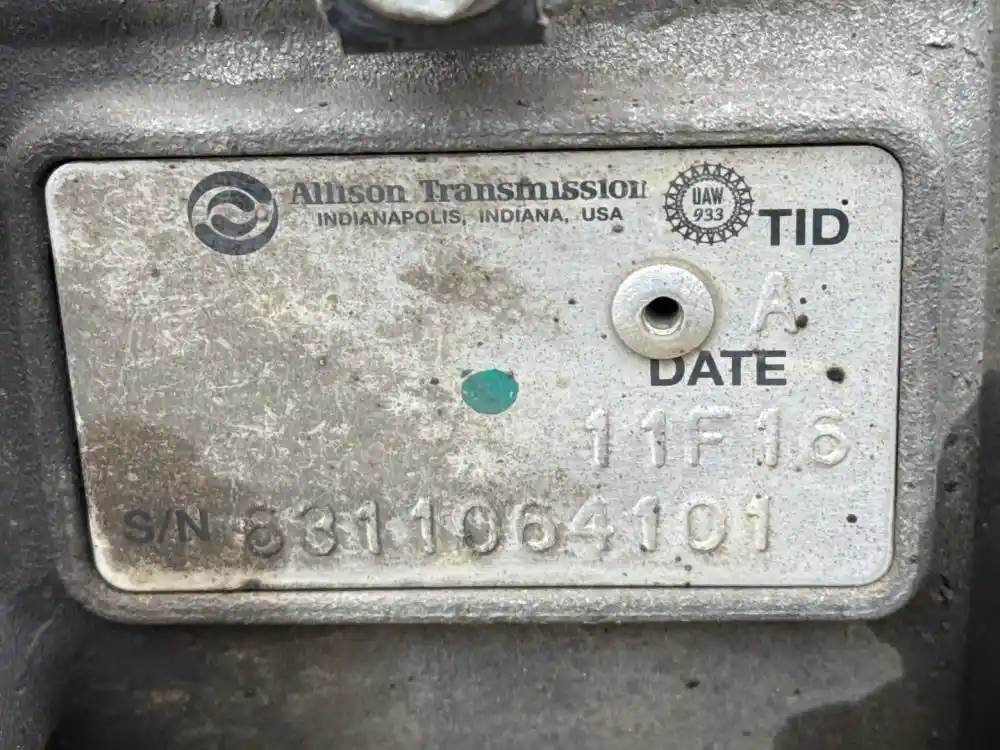 Allison Transmission
INDIANAPOLIS, INDIANA, USA
UAW
933
TID
A
DATE
11F16
S/N 6311064101